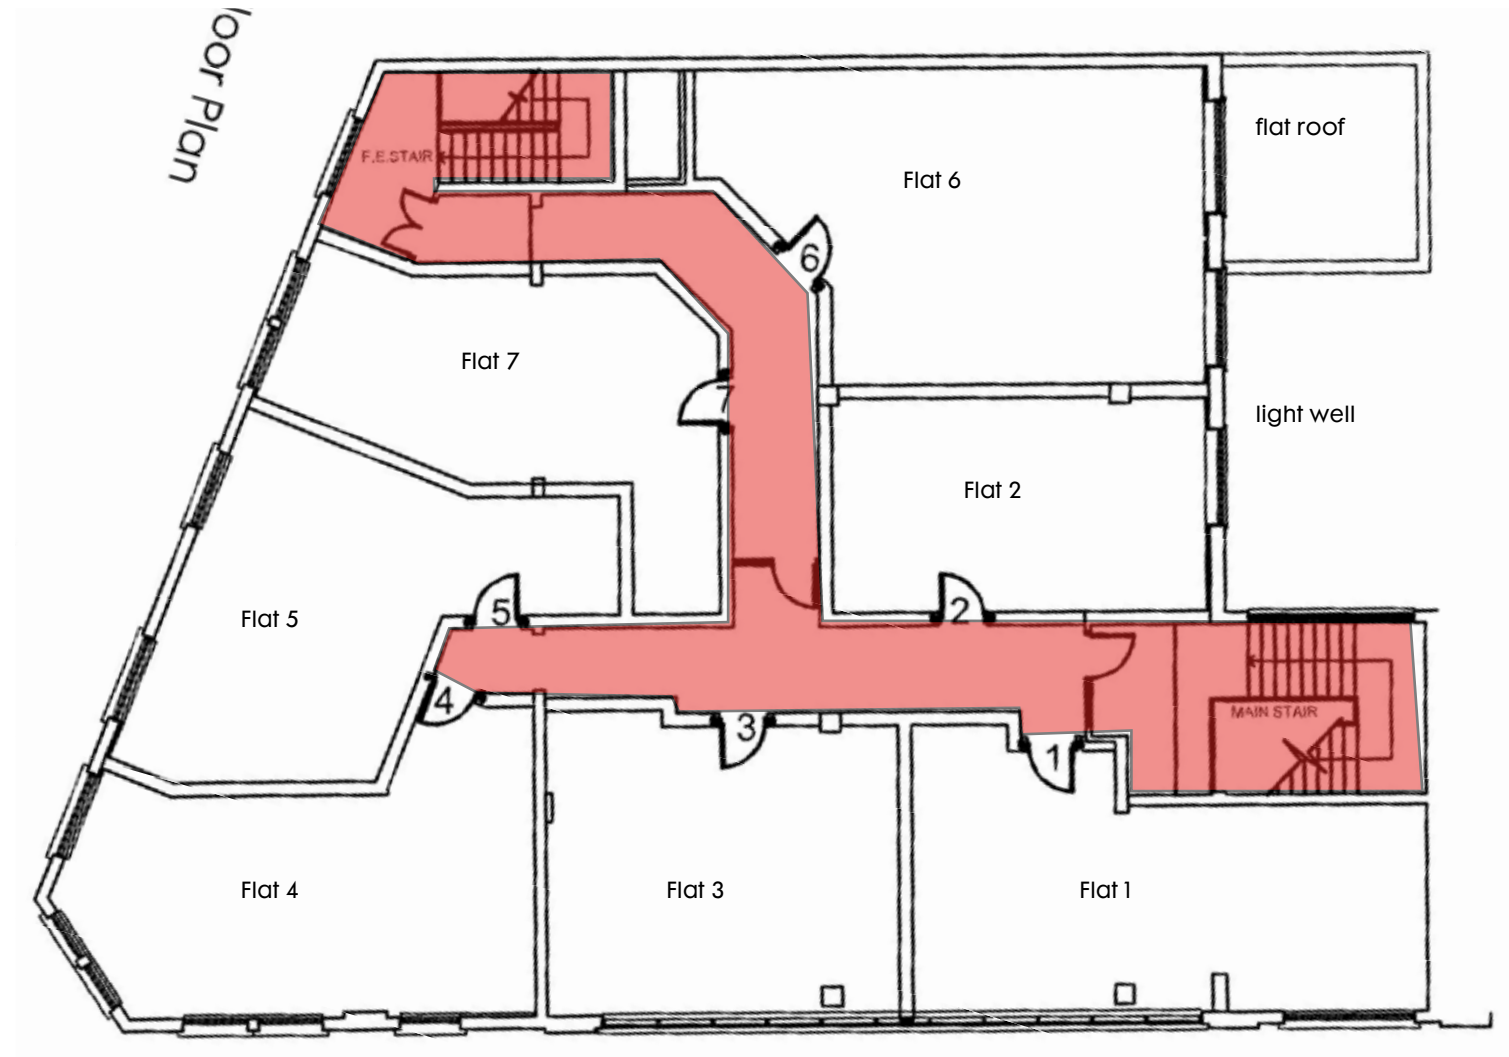 loor Plan
F.E.STAIR
flat roof
Flat 6
6
Flat 7
7
light well
Flat 2
2
Flat 5
5
4
MAIN STAIR
3
1
Flat 4
Flat 3
Flat 1